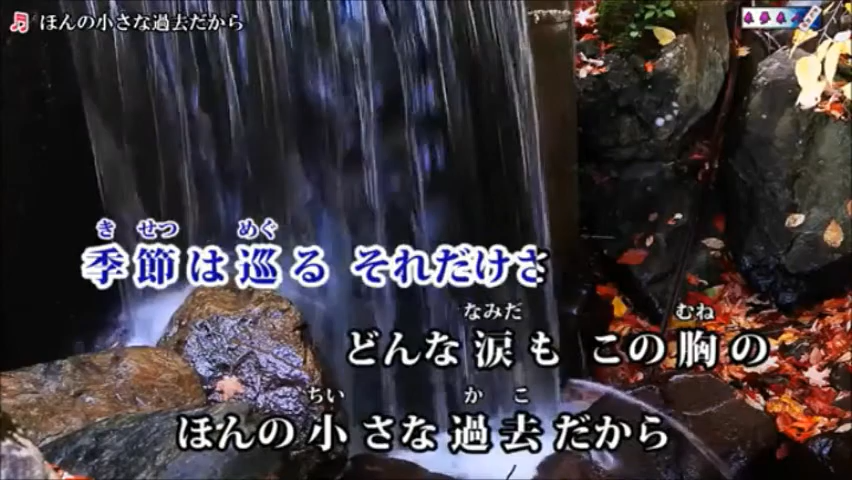 ほんの小さな過去だから
き せつ めぐ
季節は巡る それだけさ
なみだ むね
どんな涙も この胸の
ちい か こ
ほんの小さな過去だから